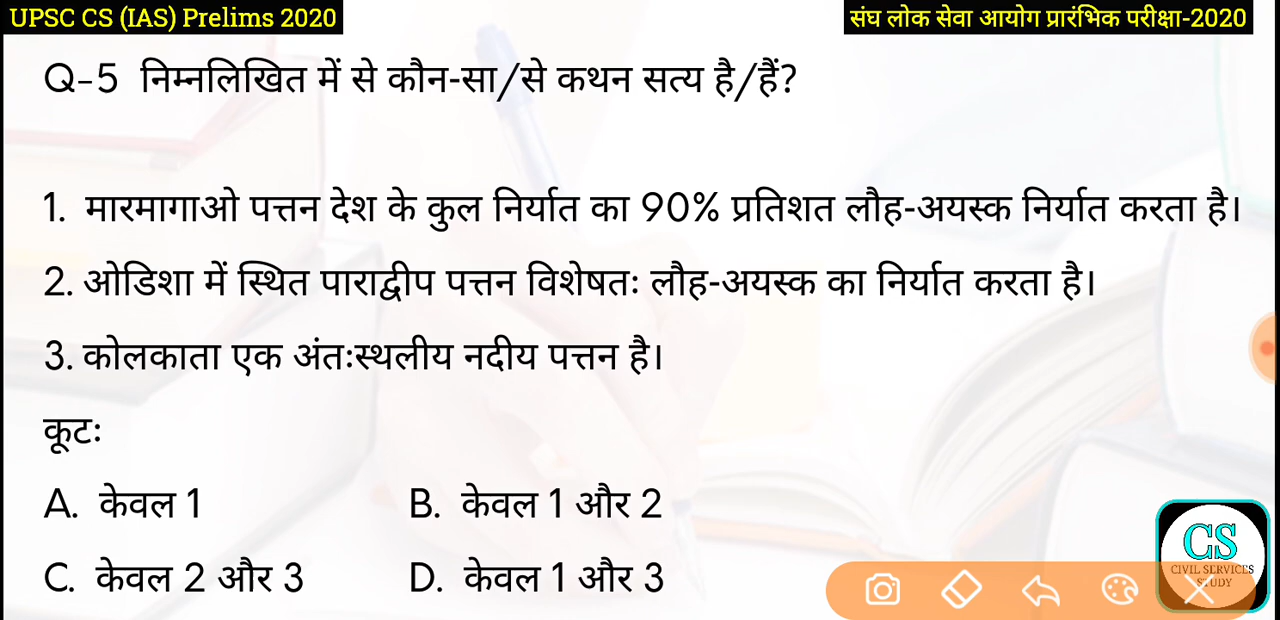 UPSC CS (IAS) Prelims 2020
संघ लोक सेवा आयोग प्रारंभिक परीक्षा-2020
Q-5 निम्नलिखित में से कौन-सा/से कथन सत्य है/हैं?
1. मारमागाओ पत्तन देश के कुल निर्यात का 90% प्रतिशत लौह-अयस्क निर्यात करता है।
2. ओडिशा में स्थित पाराद्वीप पत्तन विशेषतः लौह-अयस्क का निर्यात करता है।
3. कोलकाता एक अंतःस्थलीय नदीय पत्तन है।
कूटः
A. केवल 1
B. केवल 1 और 2
C. केवल 2 और 3
D. केवल 1 और 3
CS
CIVIL SERVICES
STUDY